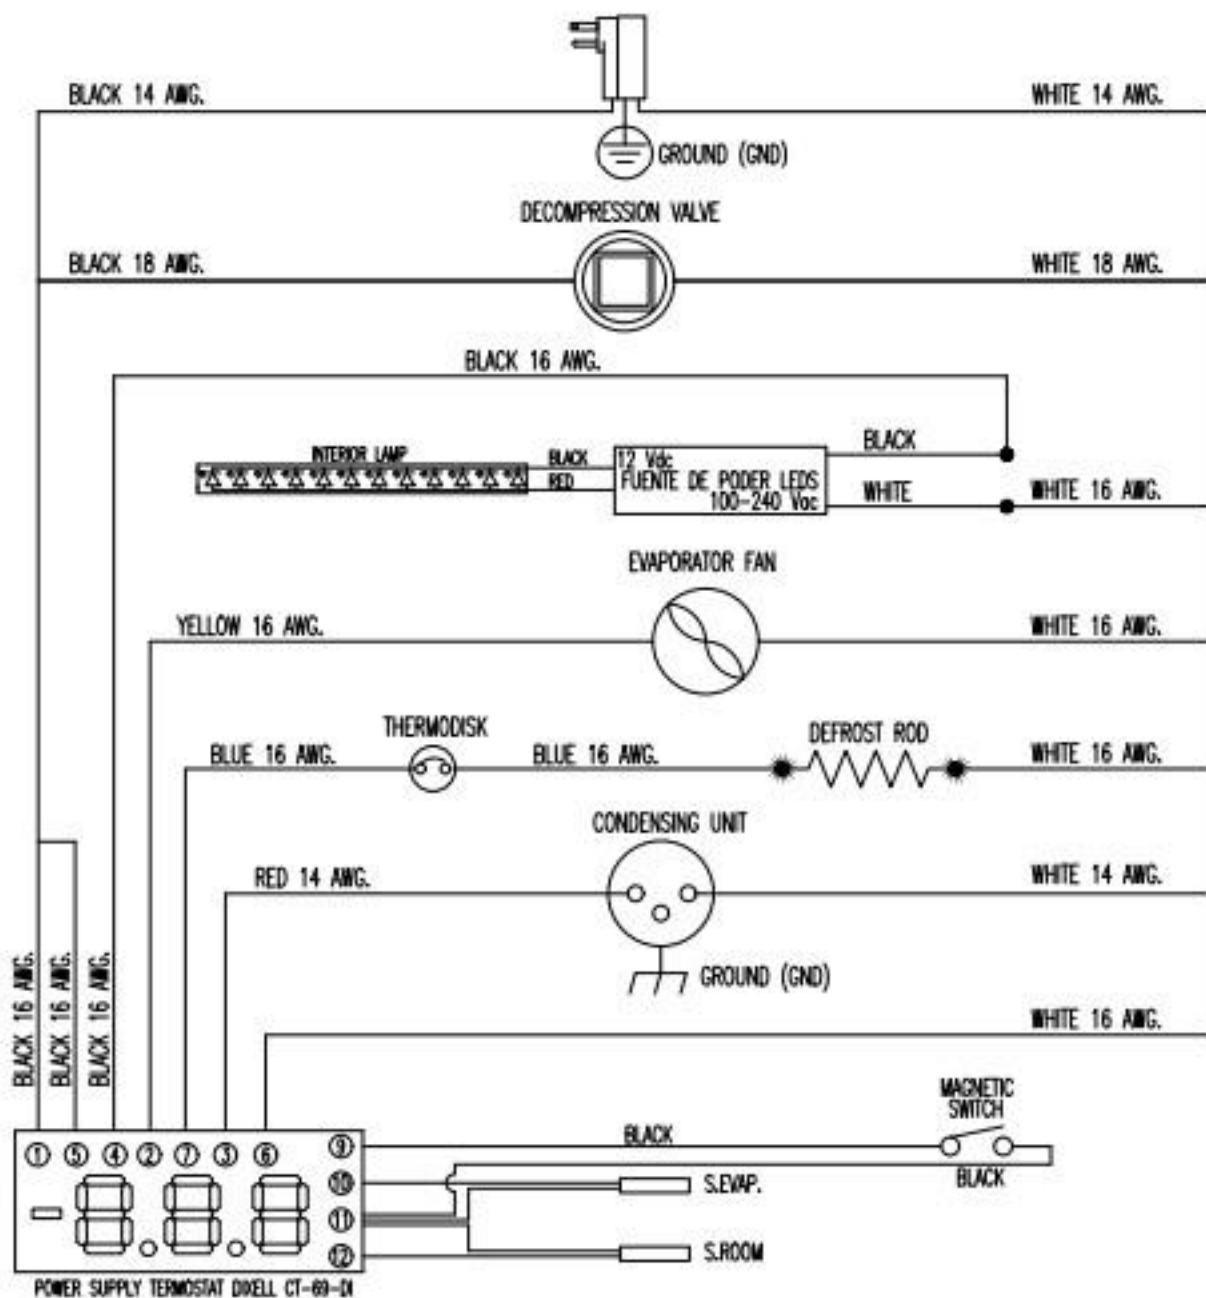 BLACK 14 AWG.
WHITE 14 AWG.
GROUND (GND)
DECOMPRESSION VALVE
BLACK 18 AWG.
WHITE 18 AWG.
BLACK 16 AWG.
INTERIOR LAMP
BLACK
RED
12 Vdc
FUENTE DE PODER LEDS
100-240 Vac
BLACK
WHITE
WHITE 16 AWG.
EVAPORATOR FAN
YELLOW 16 AWG.
WHITE 16 AWG.
THERMODISK
BLUE 16 AWG.
BLUE 16 AWG.
DEFROST ROD
WHITE 16 AWG.
CONDENSING UNIT
RED 14 AWG.
WHITE 14 AWG.
GROUND (GND)
BLACK 16 AWG.
BLACK 16 AWG.
BLACK 16 AWG.
WHITE 16 AWG.
MAGNETIC
SWITCH
BLACK
BLACK
1 5 4 2 7 3 6
9
10
11
12
S.EVAP.
S.ROOM
POWER SUPPLY TERMOSTAT DIXELL CT-69-DI